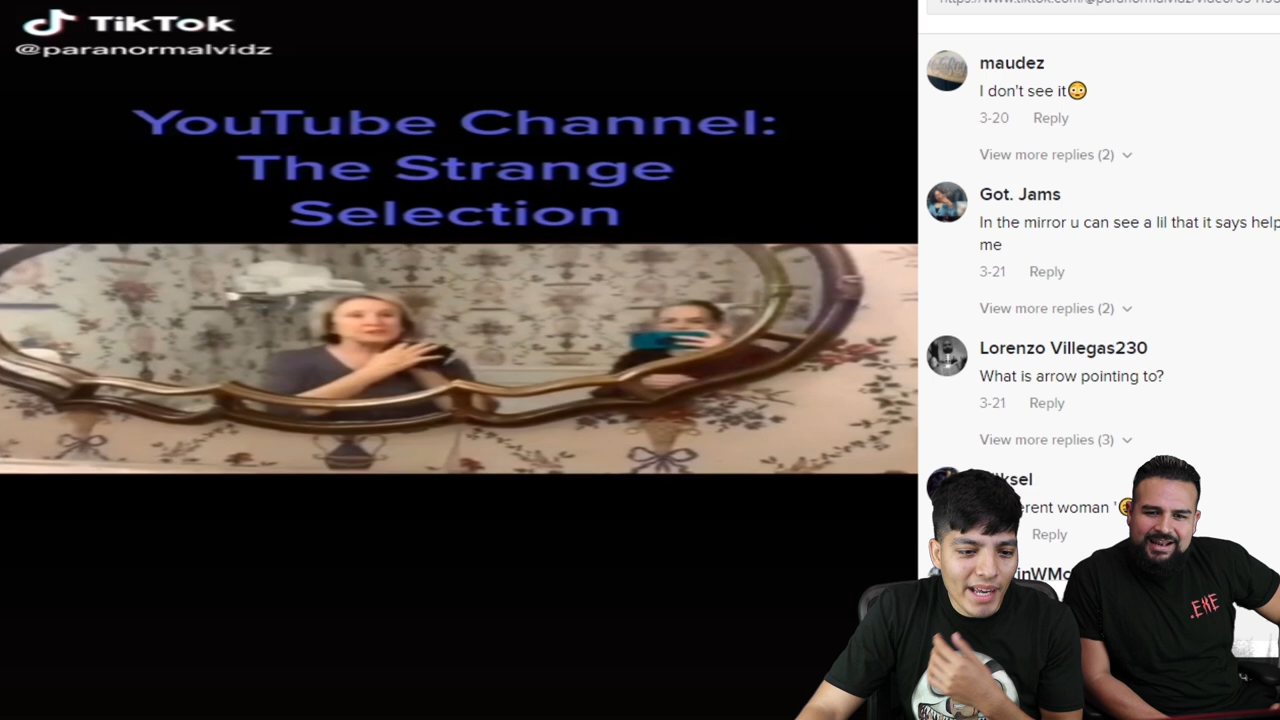 TikTok
@paranormalvidz
YouTube Channel:
The Strange
Selection
maudez
I don't see it😳
3-20 Reply
View more replies (2)
Got. Jams
In the mirror u can see a lil that it says help
me
3-21 Reply
View more replies (2)
Lorenzo Villegas230
What is arrow pointing to?
3-21 Reply
View more replies (3)
woman '
Reply
.EXE